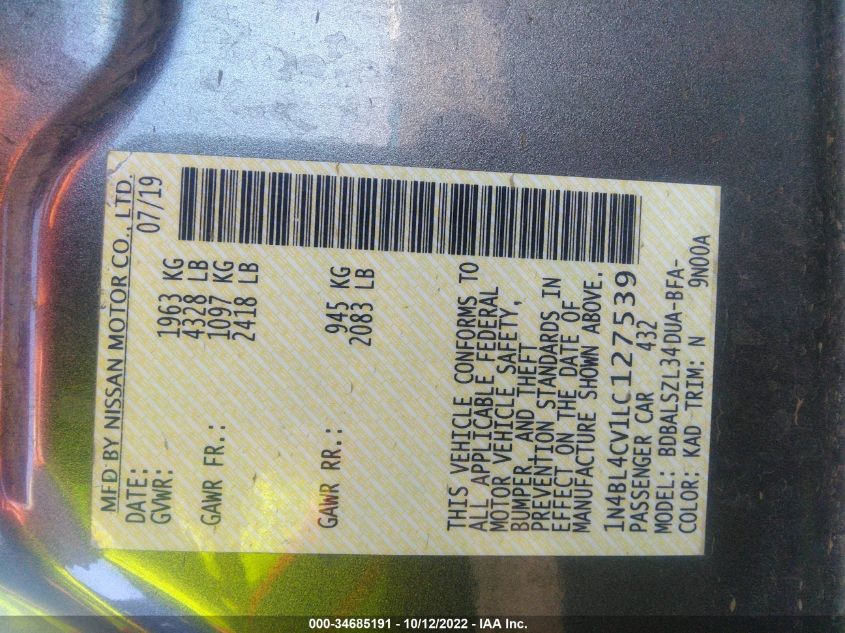 MFD BY NISSAN MOTOR CO., LTD.
DATE: 07/19
GVWR: 1963 KG
4328 LB
GAWR FR.: 1097 KG
2418 LB
GAWR RR.: 945 KG
2083 LB
THIS VEHICLE CONFORMS TO
ALL APPLICABLE FEDERAL
MOTOR VEHICLE SAFETY,
BUMPER, AND THEFT
PREVENTION STANDARDS IN
EFFECT ON THE DATE OF
MANUFACTURE SHOWN ABOVE.
1N4BL4CV1LC127539
PASSENGER CAR 432
MODEL: BDBALSZL34DUA-BFA-
COLOR: KAD TRIM: N 9N00A
000-34685191 - 10/12/2022 - IAA Inc.